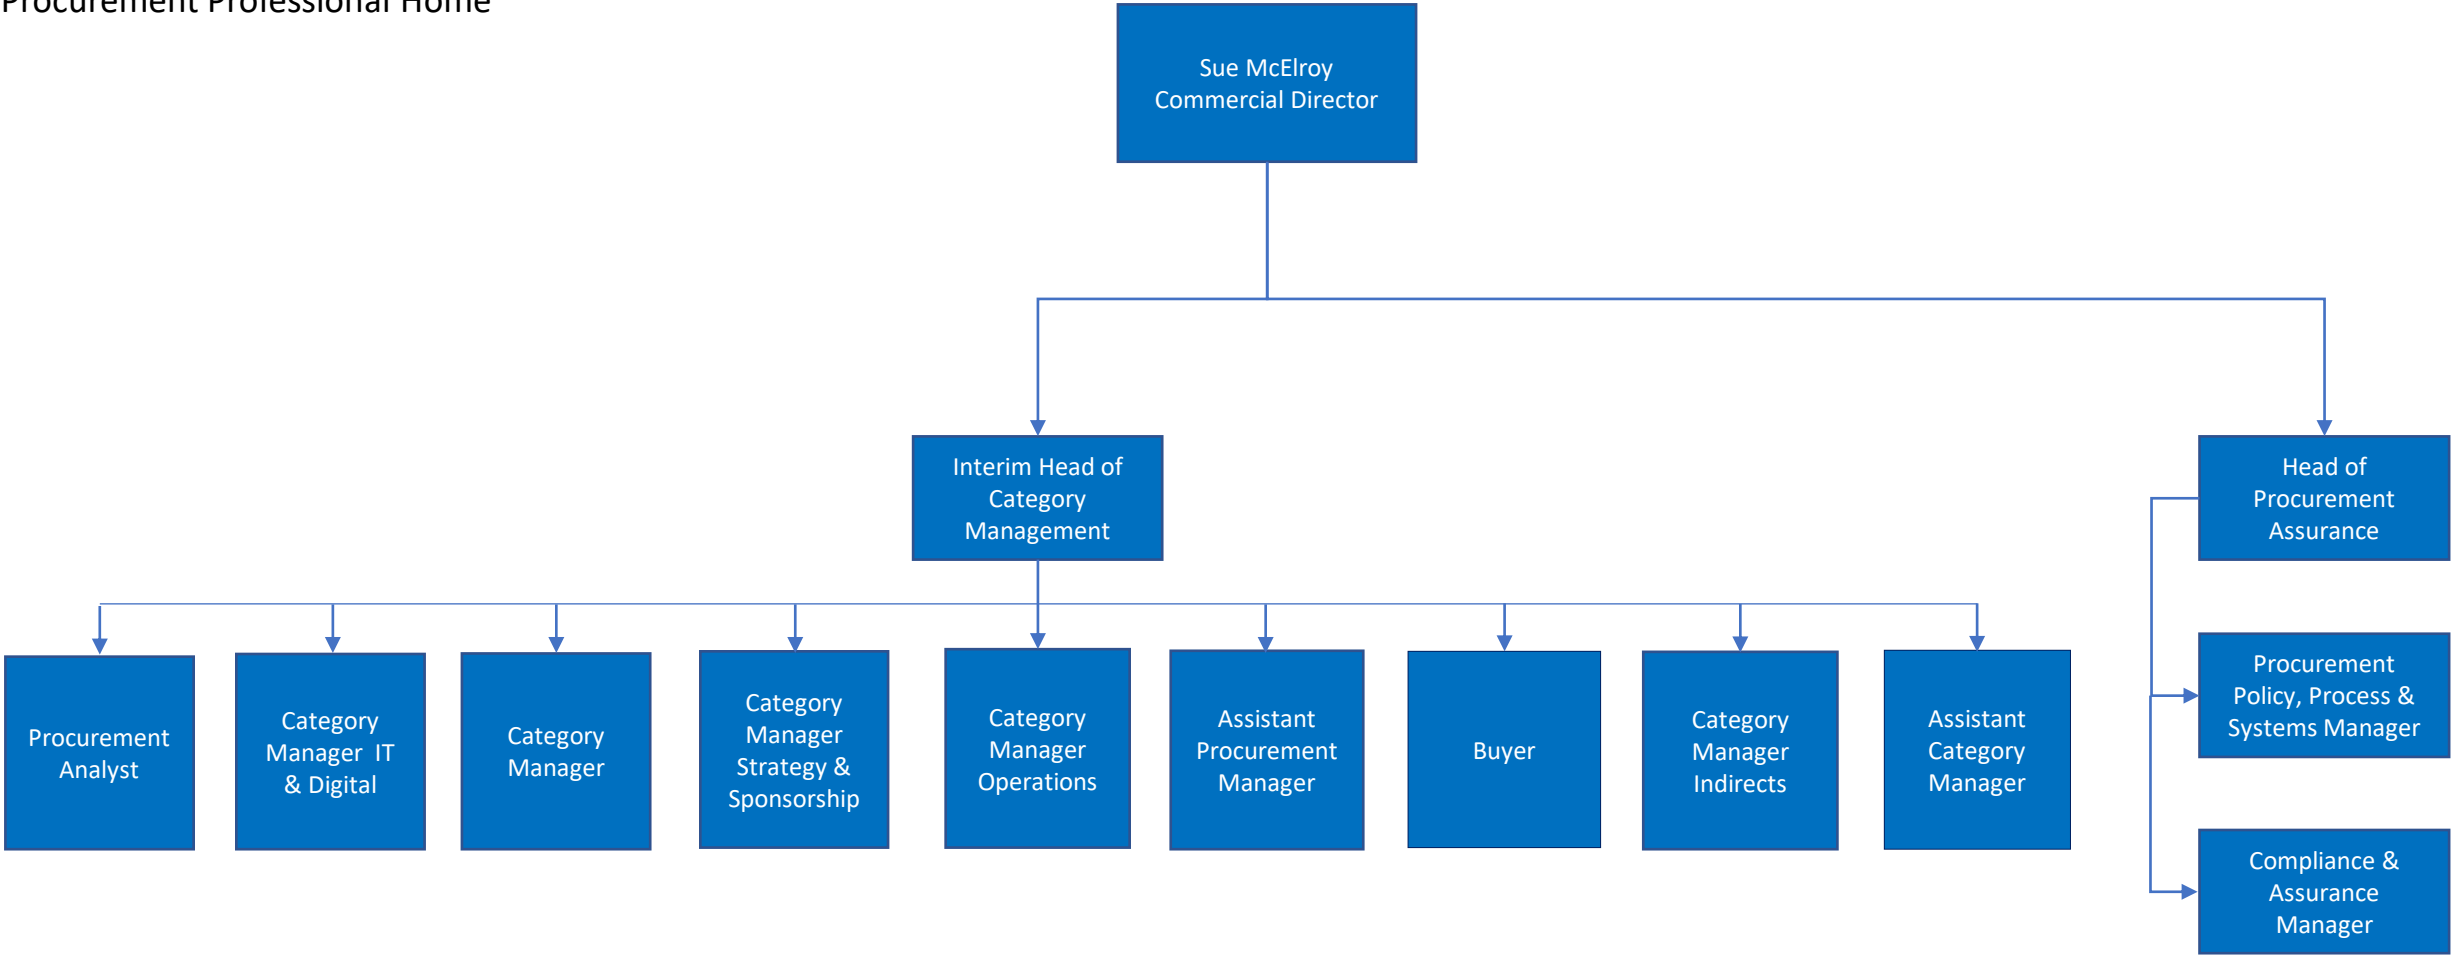 Procurement Professional Home
Sue McElroy
Commercial Director
Interim Head of
Category
Management
Head of
Procurement
Assurance
Procurement
Analyst
Category
Manager IT
& Digital
Category
Manager
Category
Manager
Strategy &
Sponsorship
Category
Manager
Operations
Assistant
Procurement
Manager
Buyer
Category
Manager
Indirects
Assistant
Category
Manager
Procurement
Policy, Process &
Systems Manager
Compliance &
Assurance
Manager